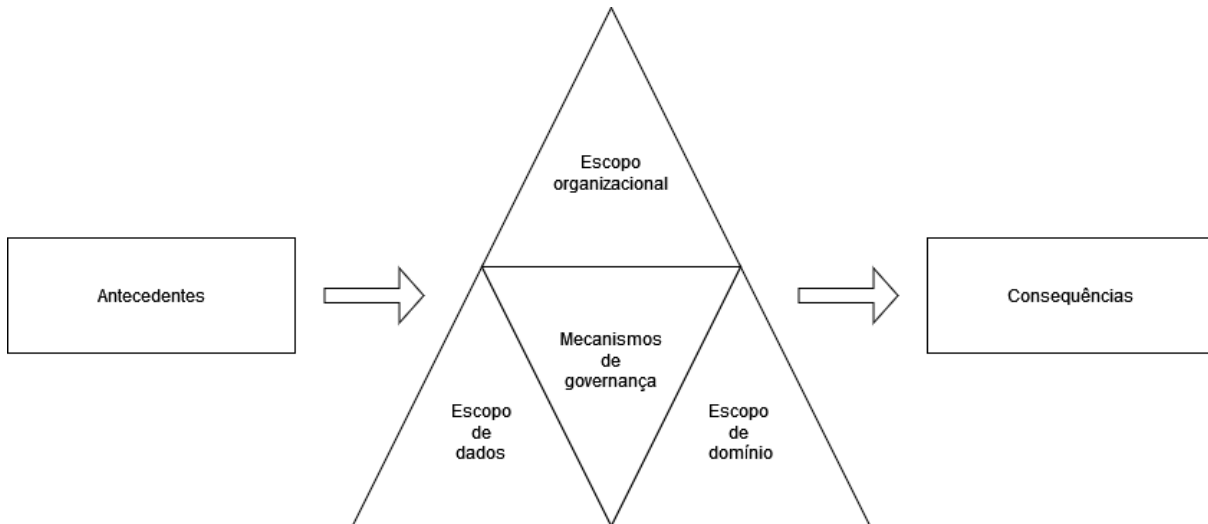 Escopo
organizacional
Antecedentes
Consequências
Mecanismos
de
governança
Escopo
de
dados
Escopo
de
domínio